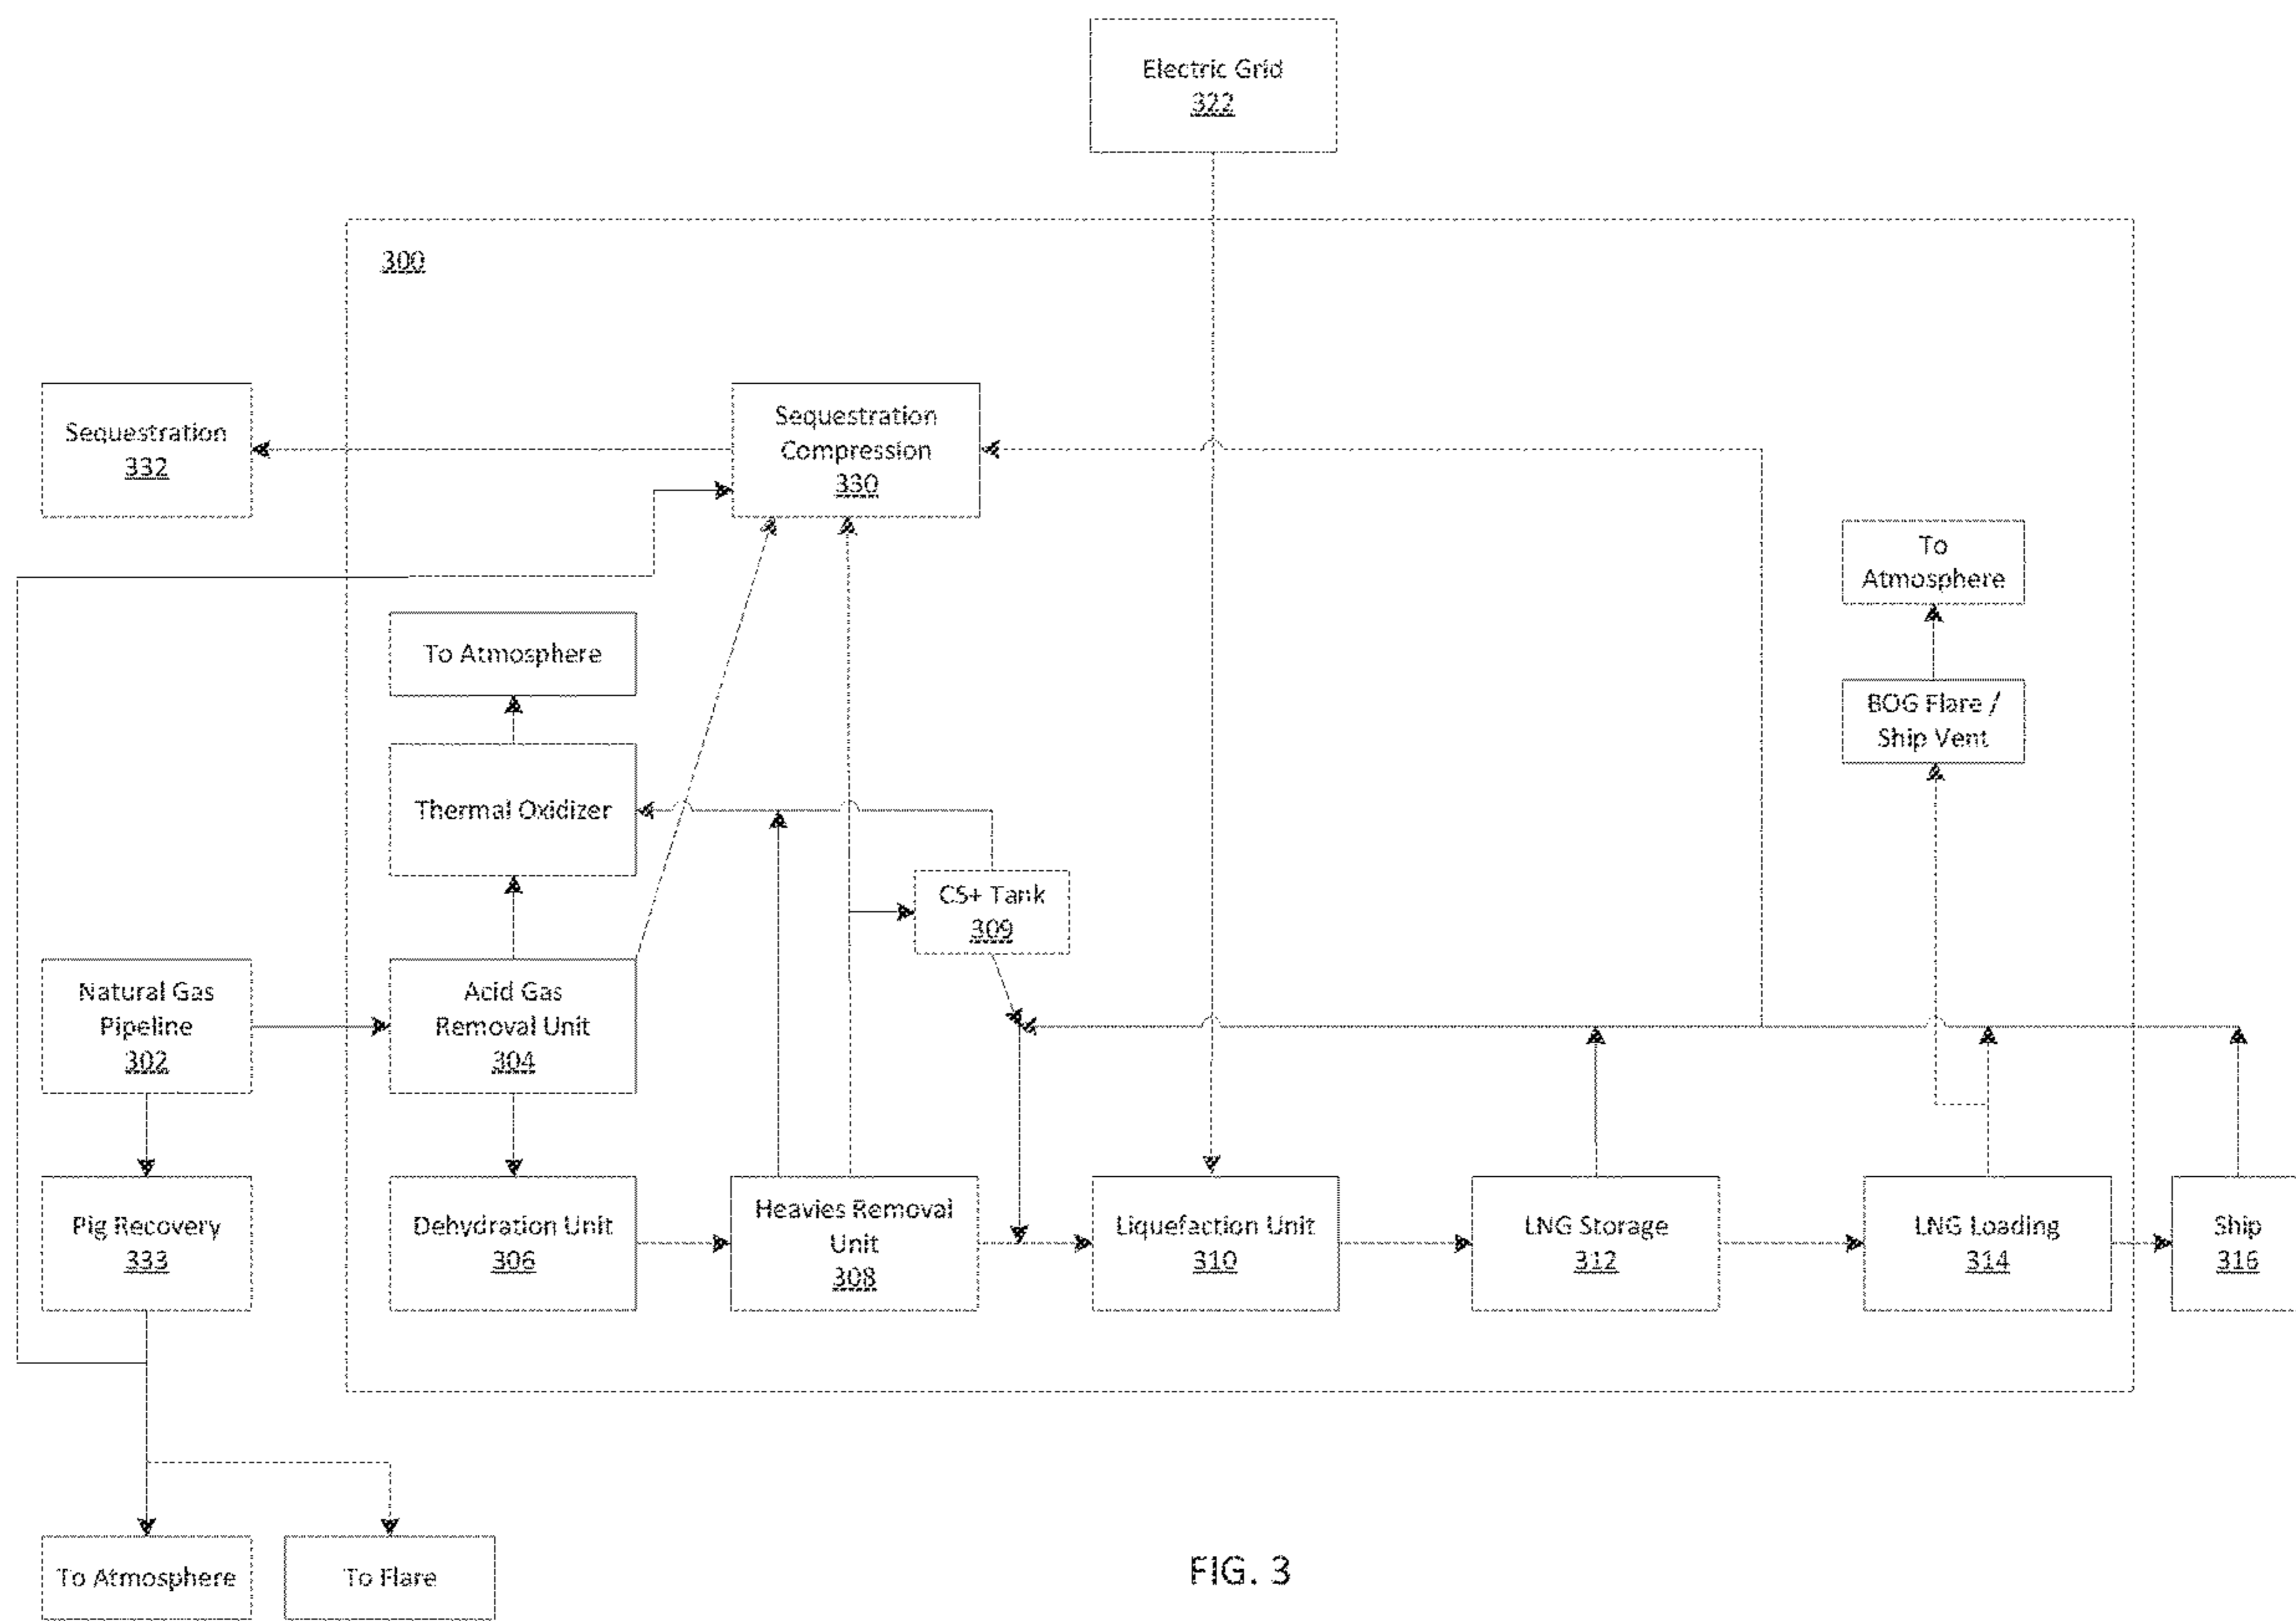 Electric Grid
322
300
Sequestration
332
Sequestration
Compression
330
To
Atmosphere
To Atmosphere
BOG Flare /
Ship Vent
Thermal Oxidizer
C5+ Tank
309
Natural Gas
Pipeline
302
Acid Gas
Removal Unit
304
Pig Recovery
333
Dehydration Unit
306
Heavies Removal
Unit
308
Liquefaction Unit
310
LNG Storage
312
LNG Loading
314
Ship
316
To Atmosphere
To Flare
FIG. 3